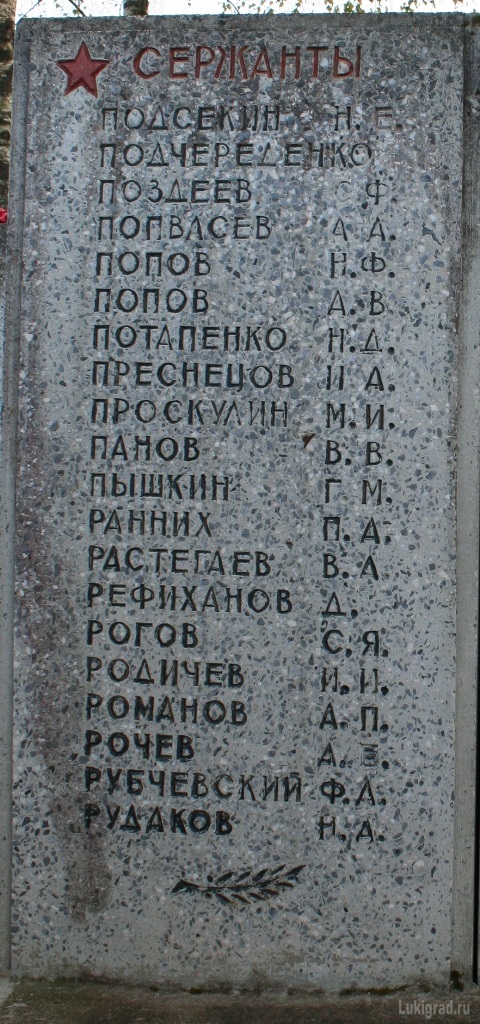 СЕРЖАНТЫ
ПОДСЕКИН Н. Е.
ПОДЧЕРЕДЕНКО
ПОЗДЕЕВ С Ф.
ПОПВАСЕВ А А.
ПОПОВ Н.Ф.
ПОПОВ А. В
ПОТАПЕНКО Н.Д.
ПРЕСНЕЦОВ И А.
ПРОСКУЛИН М. И.
ПАНОВ В. В.
ПЫШКИН Г М.
РАННИХ П. А.
РАСТЕГАЕВ В. А
РЕФИХАНОВ Д.
РОГОВ С. Я.
РОДИЧЕВ И. И.
РОМАНОВ А. П.
РОЧЕВ А. В.
РУБЧЕВСКИЙ Ф. А.
РУДАКОВ Н. А.
Lukigrad.ru